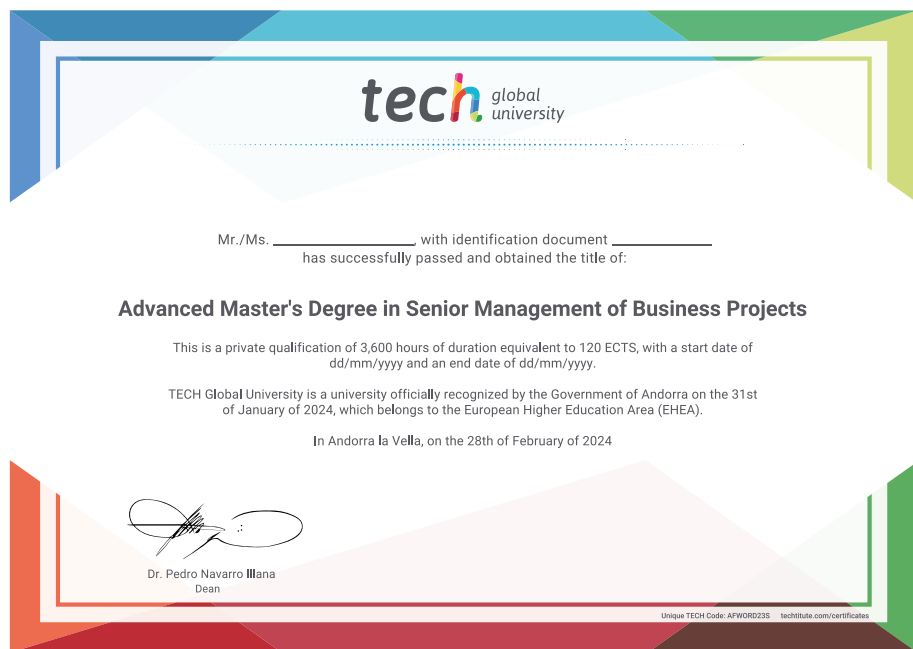 tech global
university
Mr./Ms. ____________, with identification document ____________
has successfully passed and obtained the title of:
Advanced Master's Degree in Senior Management of Business Projects
This is a private qualification of 3,600 hours of duration equivalent to 120 ECTS, with a start date of
dd/mm/yyyy and an end date of dd/mm/yyyy.
TECH Global University is a university officially recognized by the Government of Andorra on the 31st
of January of 2024, which belongs to the European Higher Education Area (EHEA).
In Andorra la Vella, on the 28th of February of 2024
Dr. Pedro Navarro Illana
Dean
Unique TECH Code: AFWORD23S techtitute.com/certificates